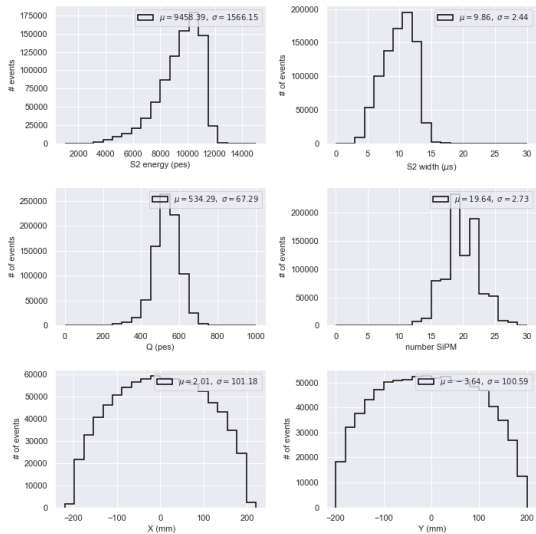 μ = 9458.39, σ = 1566.15
175000
150000
125000
100000
75000
50000
25000
0
# of events
2000 4000 6000 8000 10000 12000 14000
S2 energy (pes)
μ = 9.86, σ = 2.44
200000
150000
100000
50000
0
# of events
0 5 10 15 20 25 30
S2 width (μs)
μ = 534.29, σ = 67.29
250000
200000
150000
100000
50000
0
# of events
0 200 400 600 800 1000
Q (pes)
μ = 19.64, σ = 2.73
200000
150000
100000
50000
0
# of events
0 5 10 15 20 25 30
number SiPM
μ = 2.01, σ = 101.18
60000
50000
40000
30000
20000
10000
0
# of events
−200 −100 0 100 200
X (mm)
μ = −3.64, σ = 100.59
50000
40000
30000
20000
10000
0
# of events
−200 −100 0 100 200
Y (mm)